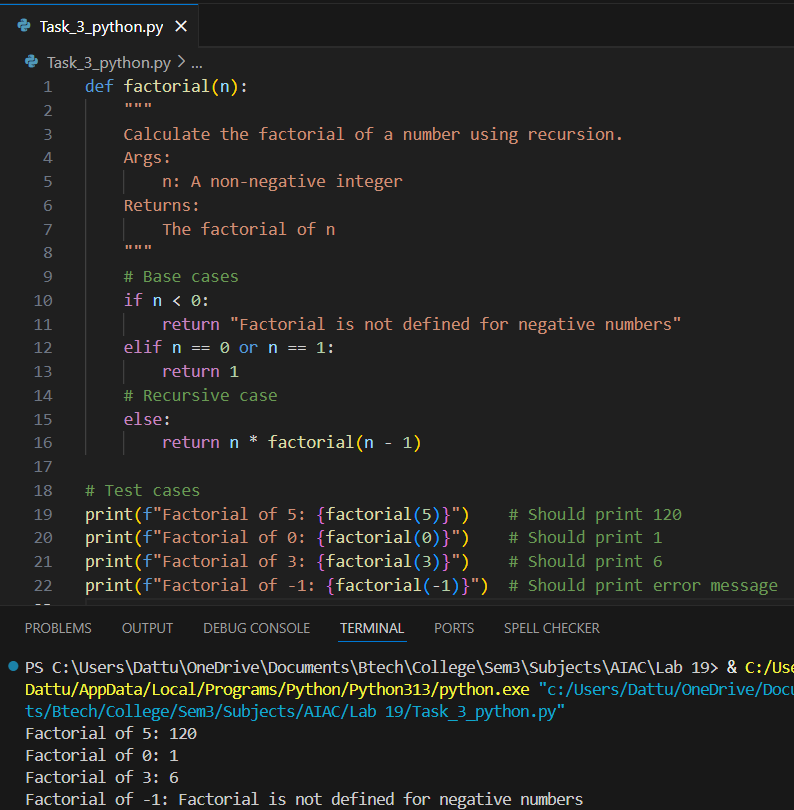 Task_3_python.py ×
Task_3_python.py > ...
1 def factorial(n):
2     """
3     Calculate the factorial of a number using recursion.
4     Args:
5         n: A non-negative integer
6     Returns:
7         The factorial of n
8     """
9     # Base cases
10     if n < 0:
11         return "Factorial is not defined for negative numbers"
12     elif n == 0 or n == 1:
13         return 1
14     # Recursive case
15     else:
16         return n * factorial(n - 1)
17
18 # Test cases
19 print(f"Factorial of 5: {factorial(5)}")    # Should print 120
20 print(f"Factorial of 0: {factorial(0)}")    # Should print 1
21 print(f"Factorial of 3: {factorial(3)}")    # Should print 6
22 print(f"Factorial of -1: {factorial(-1)}")  # Should print error message
PROBLEMS OUTPUT DEBUG CONSOLE TERMINAL PORTS SPELL CHECKER
PS C:\Users\Dattu\OneDrive\Documents\Btech\College\Sem3\Subjects\AIAC\Lab 19> & C:/Use
Dattu/AppData/Local/Programs/Python/Python313/python.exe "c:/Users/Dattu/OneDrive/Docu
ts/Btech/College/Sem3/Subjects/AIAC/Lab 19/Task_3_python.py"
Factorial of 5: 120
Factorial of 0: 1
Factorial of 3: 6
Factorial of -1: Factorial is not defined for negative numbers